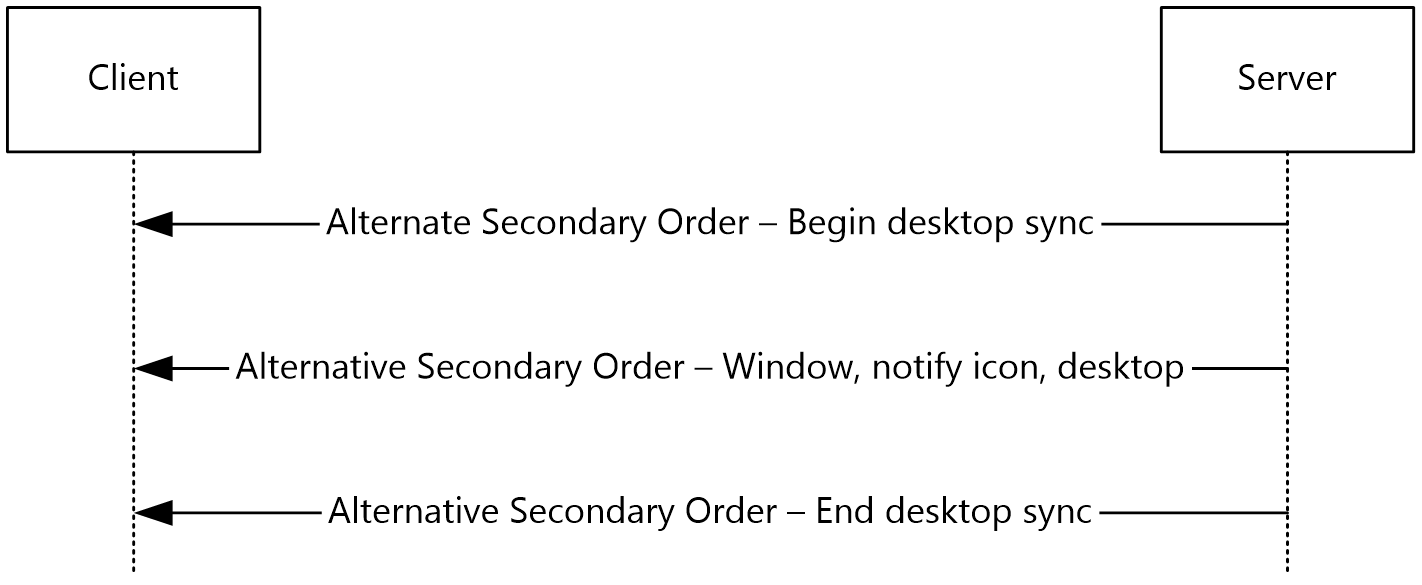 Client
Server
Alternate Secondary Order – Begin desktop sync
Alternative Secondary Order – Window, notify icon, desktop
Alternative Secondary Order – End desktop sync